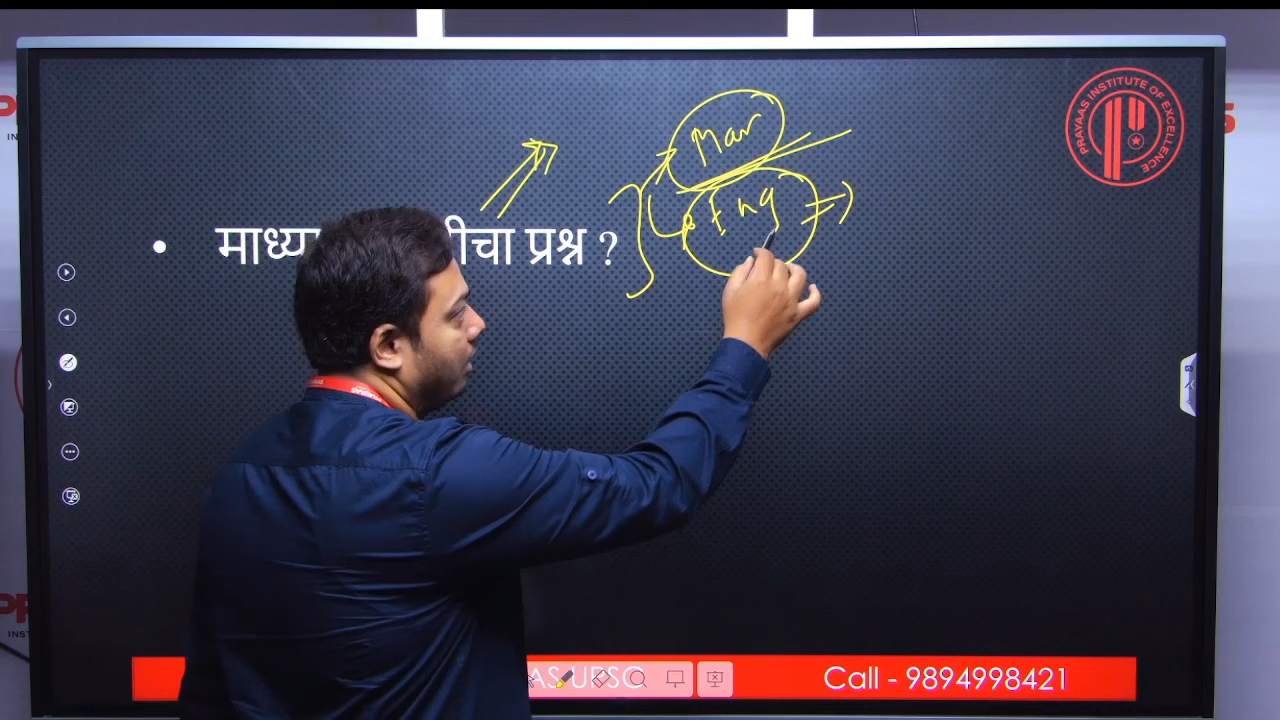 PRAYAAS INSTITUTE OF EXCELLENCE
Mar
Eng
• प्रश्न ?
Call - 9894998421